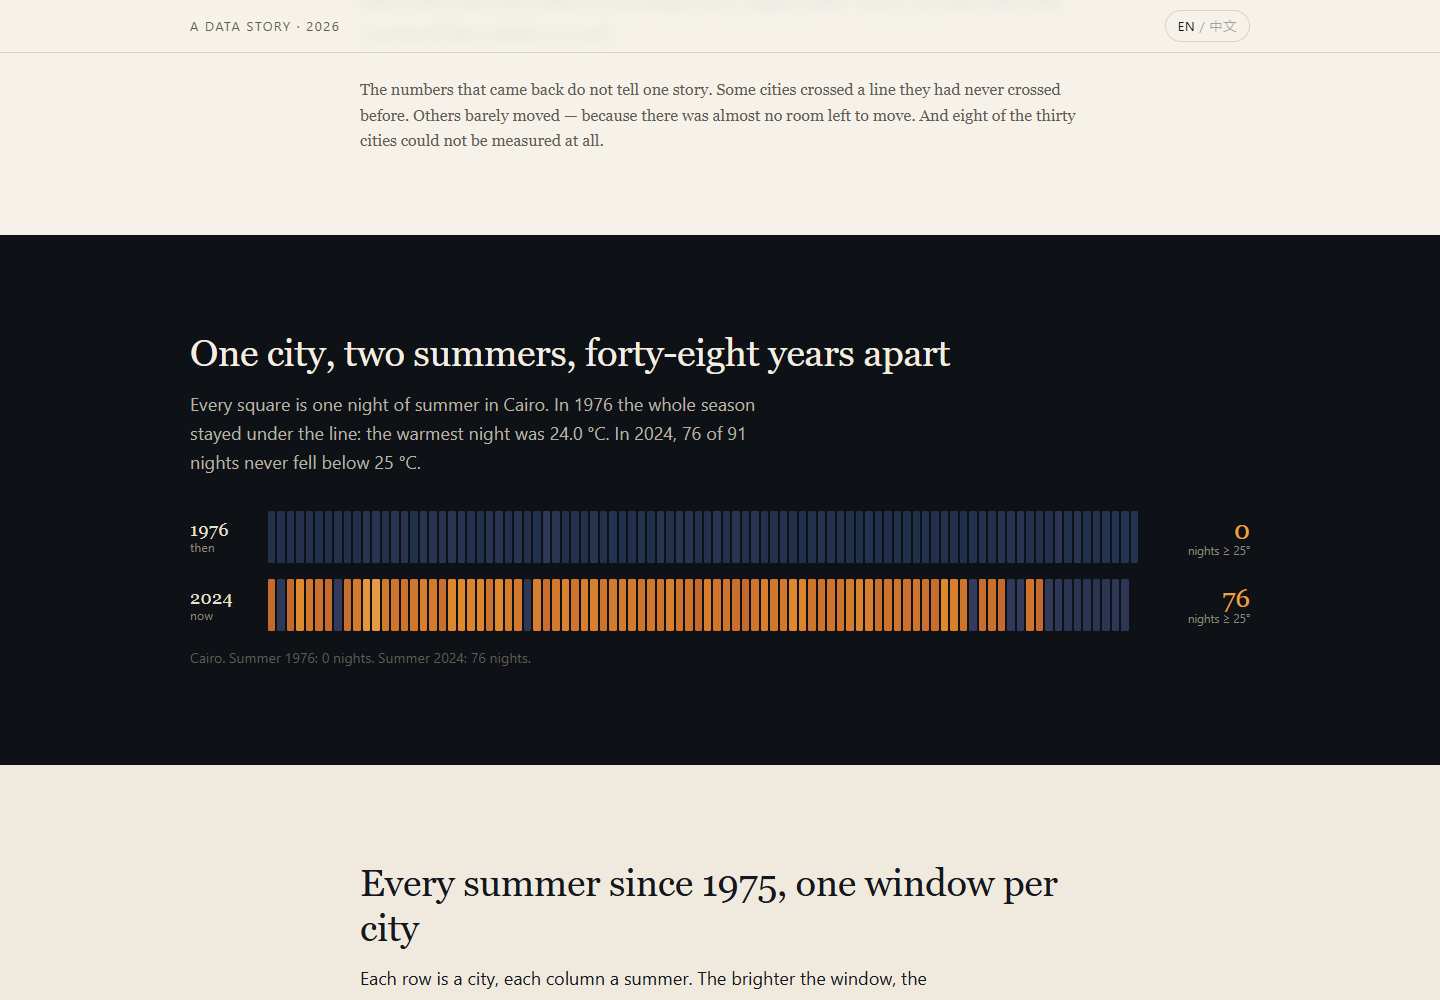 A DATA STORY · 2026
EN / 中文
The numbers that came back do not tell one story. Some cities crossed a line they had never crossed
before. Others barely moved — because there was almost no room left to move. And eight of the thirty
cities could not be measured at all.
One city, two summers, forty-eight years apart
Every square is one night of summer in Cairo. In 1976 the whole season
stayed under the line: the warmest night was 24.0 °C. In 2024, 76 of 91
nights never fell below 25 °C.
1976
then
0
nights ≥ 25°
2024
now
76
nights ≥ 25°
Cairo. Summer 1976: 0 nights. Summer 2024: 76 nights.
Every summer since 1975, one window per
city
Each row is a city, each column a summer. The brighter the window, the